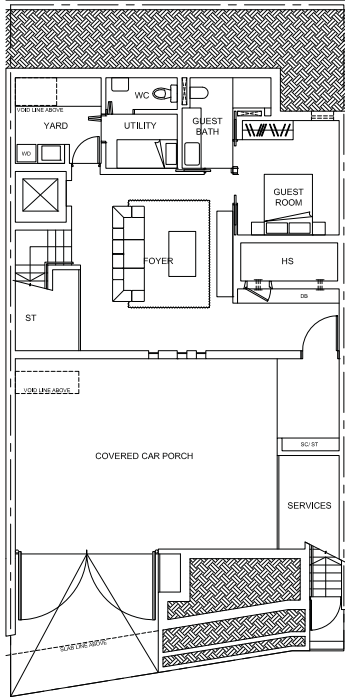 WC
VOID LINE ABOVE
YARD
UTILITY
GUEST
BATH
WD
GUEST
ROOM
FOYER
HS
DB
ST
VOID LINE ABOVE
SC/ ST
COVERED CAR PORCH
SERVICES
SLAB LINE ABOVE